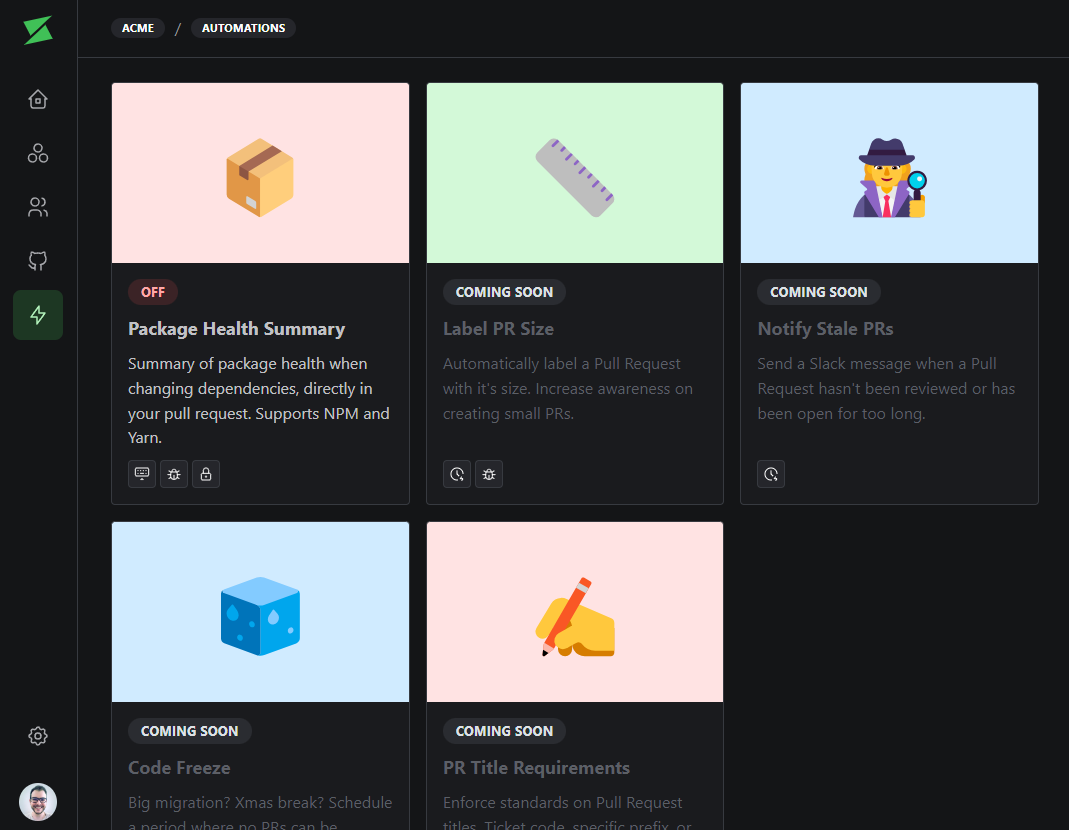 ACME / AUTOMATIONS
OFF
Package Health Summary
Summary of package health when
changing dependencies, directly in
your pull request. Supports NPM and
Yarn.
COMING SOON
Label PR Size
Automatically label a Pull Request
with it's size. Increase awareness on
creating small PRs.
COMING SOON
Notify Stale PRs
Send a Slack message when a Pull
Request hasn't been reviewed or has
been open for too long.
COMING SOON
Code Freeze
Big migration? Xmas break? Schedule
a period where no PRs can be
COMING SOON
PR Title Requirements
Enforce standards on Pull Request
titles. Ticket code, specific prefix, or